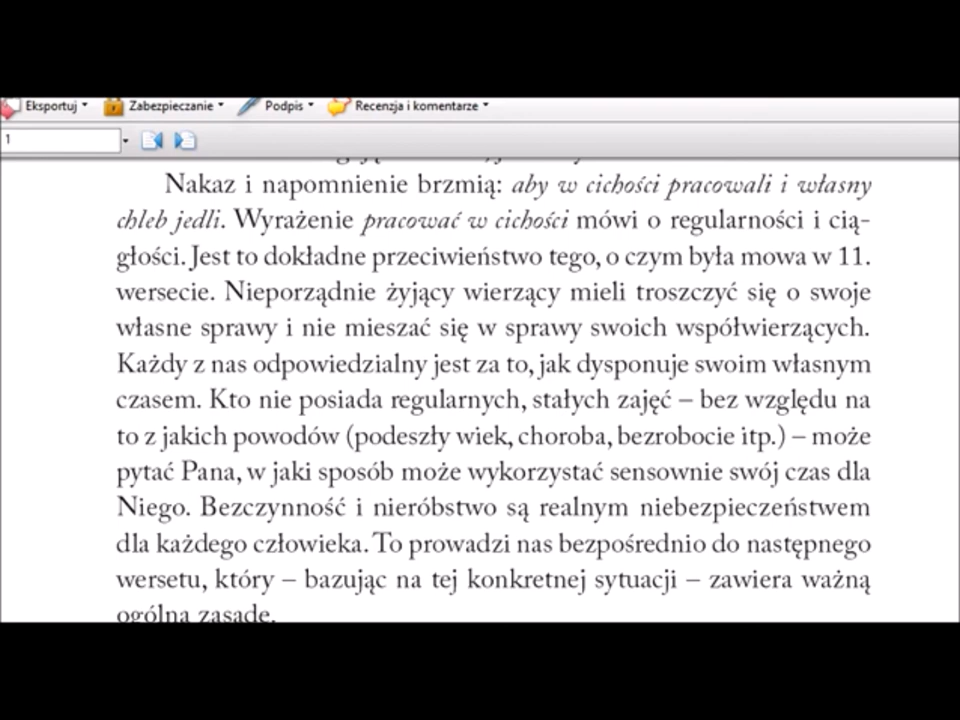 Eksportuj Zabezpieczanie Podpis Recenzja i komentarze
1
Nakaz i napomnienie brzmią: aby w cichości pracowali i własny
chleb jedli. Wyrażenie pracować w cichości mówi o regularności i cią-
głości. Jest to dokładne przeciwieństwo tego, o czym była mowa w 11.
wersecie. Nieporządnie żyjący wierzący mieli troszczyć się o swoje
własne sprawy i nie mieszać się w sprawy swoich współwierzących.
Każdy z nas odpowiedzialny jest za to, jak dysponuje swoim własnym
czasem. Kto nie posiada regularnych, stałych zajęć – bez względu na
to z jakich powodów (podeszły wiek, choroba, bezrobocie itp.) – może
pytać Pana, w jaki sposób może wykorzystać sensownie swój czas dla
Niego. Bezczynność i nieróbstwo są realnym niebezpieczeństwem
dla każdego człowieka. To prowadzi nas bezpośrednio do następnego
wersetu, który – bazując na tej konkretnej sytuacji – zawiera ważną
ogólną zasadę.